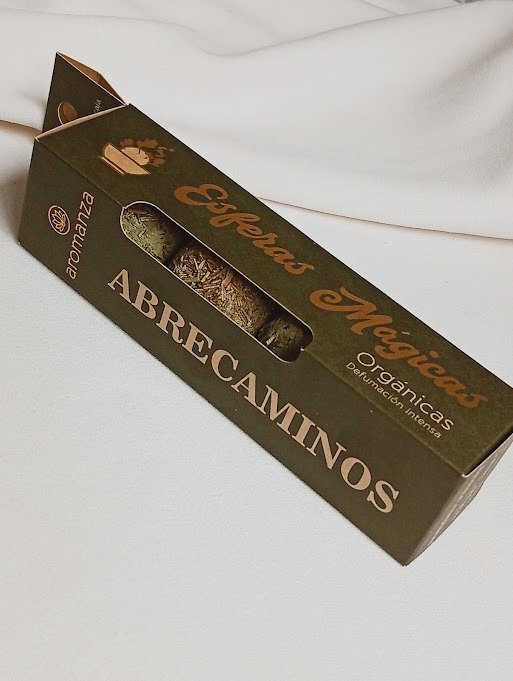 Esferas
Mágicas
Orgánicas
Defumación intensa
aromanza
ABRECAMINOS